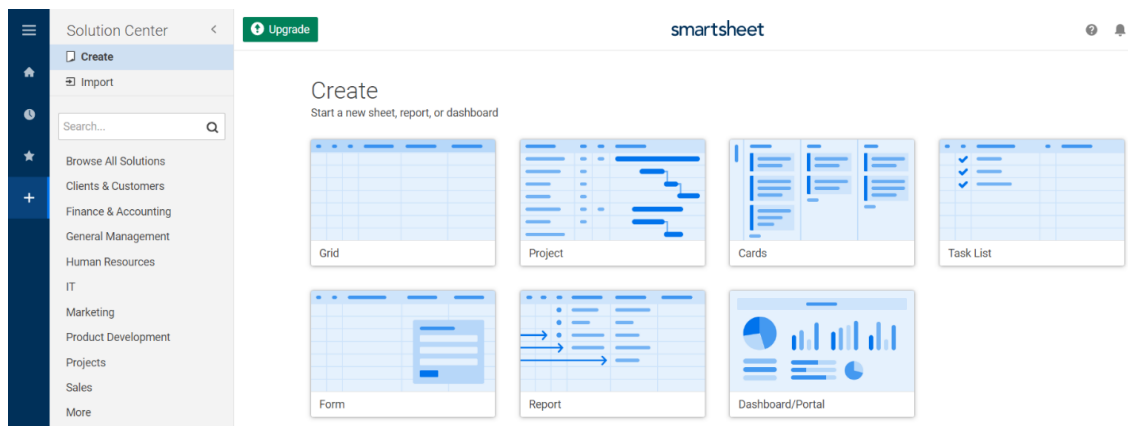 Solution Center
Create
Import
Search...
Browse All Solutions
Clients & Customers
Finance & Accounting
General Management
Human Resources
IT
Marketing
Product Development
Projects
Sales
More
Upgrade
smartsheet
Create
Start a new sheet, report, or dashboard
Grid
Project
Cards
Task List
Form
Report
Dashboard/Portal